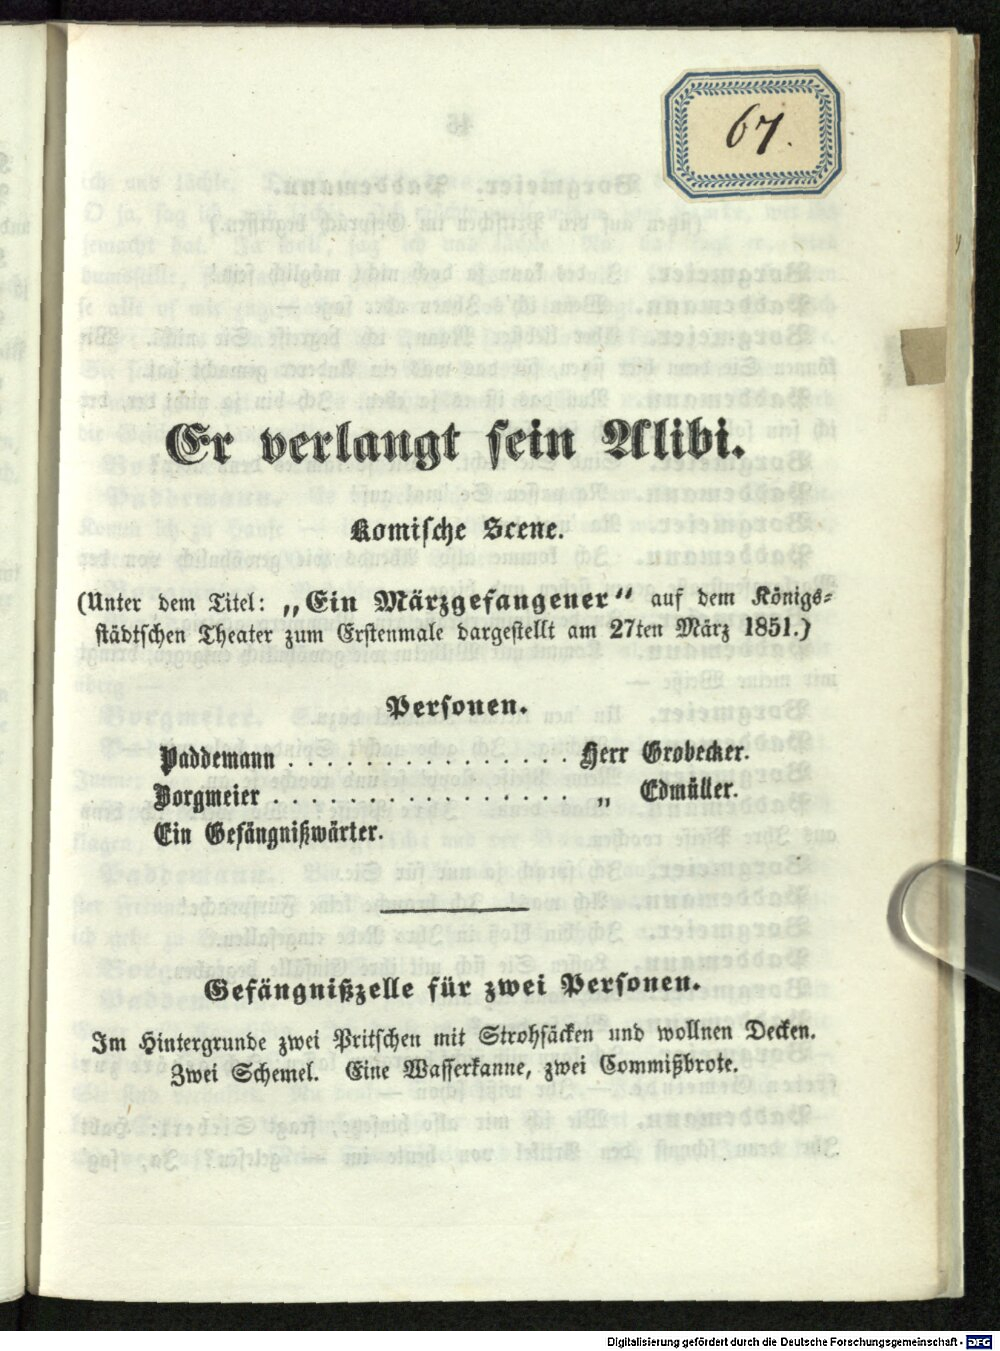 67.
Er verlangt sein Alibi.
Komische Scene.
(Unter dem Titel: „Ein Märzgefangener“ auf dem Königs⸗
städtschen Theater zum Erstenmale dargestellt am 27ten März 1851.)
Personen.
Paddemann . . . . . . . . . . . . . . . Herr Grobecker.
Borgmeier . . . . . . . . . . . . . . . . „ Edmüller.
Ein Gefängnißwärter.
Gefängnißzelle für zwei Personen.
Im Hintergrunde zwei Pritschen mit Strohsäcken und wollnen Decken.
Zwei Schemel. Eine Wasserkanne, zwei Commißbrote.
Digitalisierung gefördert durch die Deutsche Forschungsgemeinschaft - DFG